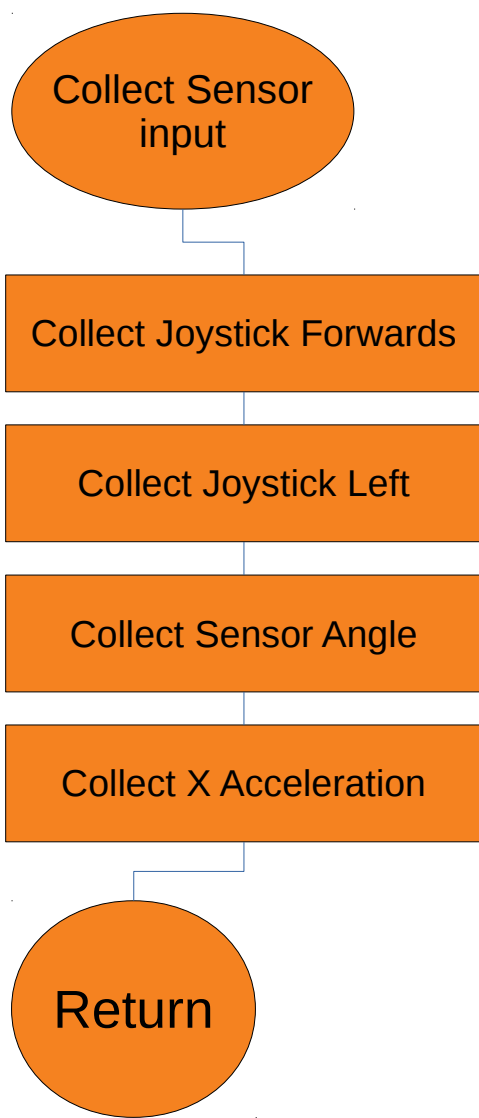 Collect Sensor
input
Collect Joystick Forwards
Collect Joystick Left
Collect Sensor Angle
Collect X Acceleration
Return